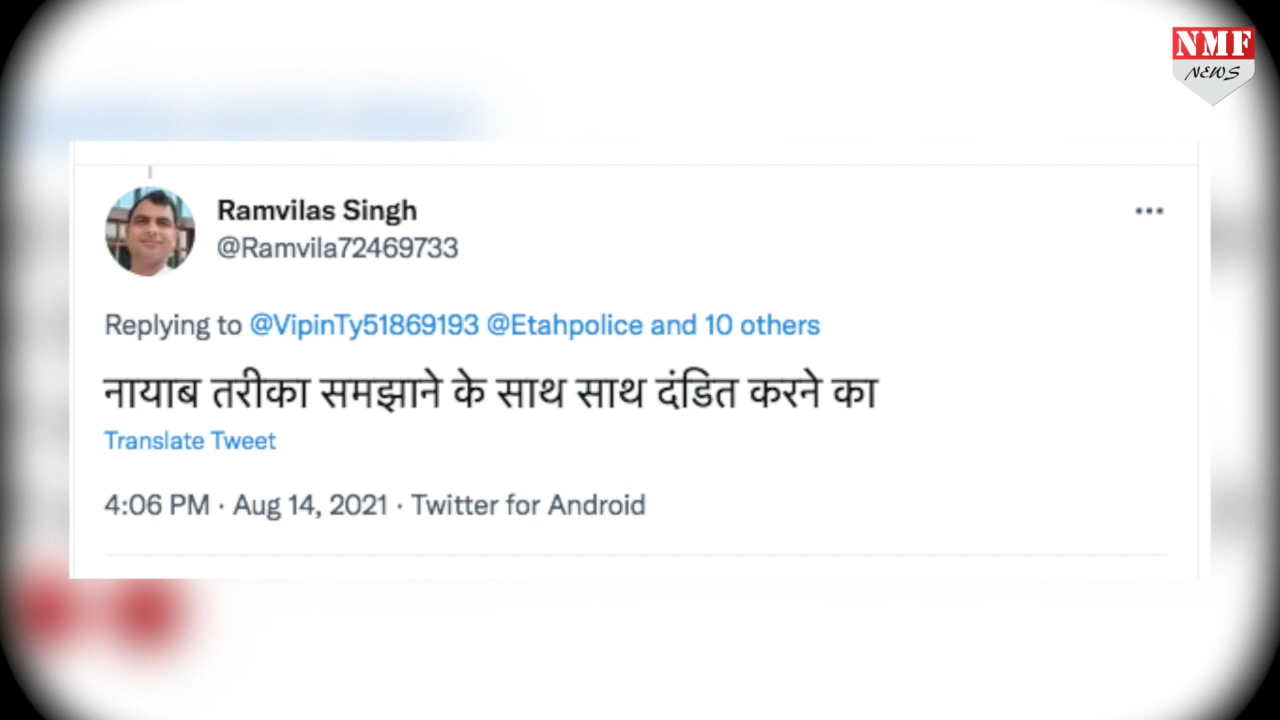 NMF
NEWS
Ramvilas Singh
@Ramvila72469733
Replying to @VipinTy51869193 @Etahpolice and 10 others
नायाब तरीका समझाने के साथ साथ दंडित करने का
Translate Tweet
4:06 PM · Aug 14, 2021 · Twitter for Android